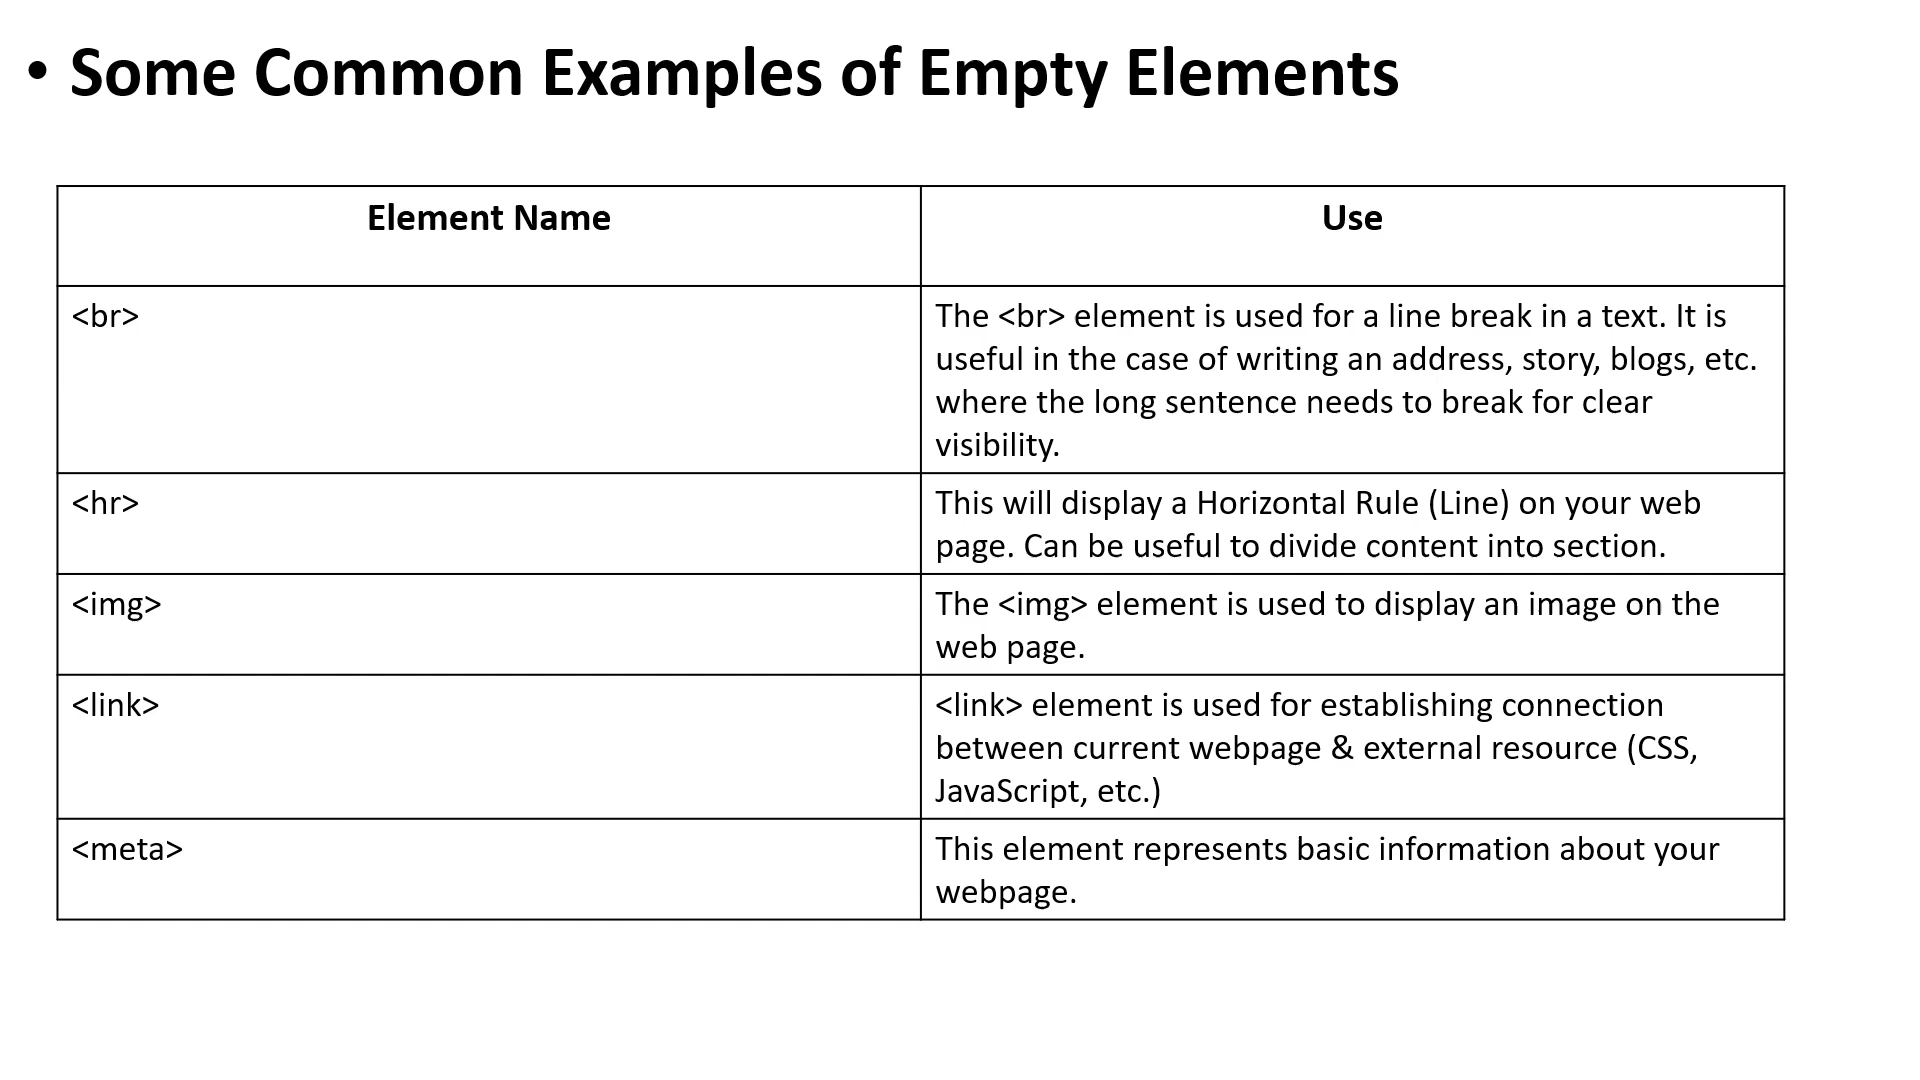 • Some Common Examples of Empty Elements
Element Name
Use
<br>
The <br> element is used for a line break in a text. It is
useful in the case of writing an address, story, blogs, etc.
where the long sentence needs to break for clear
visibility.
<hr>
This will display a Horizontal Rule (Line) on your web
page. Can be useful to divide content into section.
<img>
The <img> element is used to display an image on the
web page.
<link>
<link> element is used for establishing connection
between current webpage & external resource (CSS,
JavaScript, etc.)
<meta>
This element represents basic information about your
webpage.